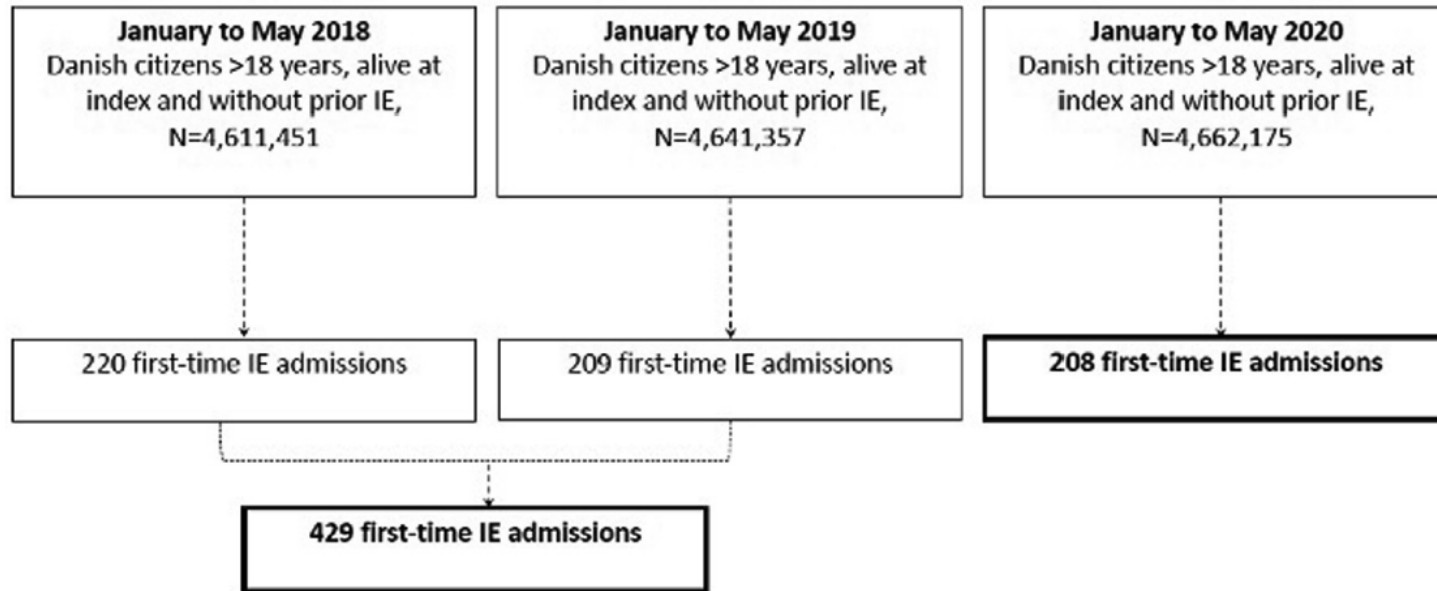 January to May 2018
Danish citizens >18 years, alive at
index and without prior IE,
N=4,611,451
January to May 2019
Danish citizens >18 years, alive at
index and without prior IE,
N=4,641,357
January to May 2020
Danish citizens >18 years, alive at
index and without prior IE,
N=4,662,175
220 first-time IE admissions
209 first-time IE admissions
208 first-time IE admissions
429 first-time IE admissions